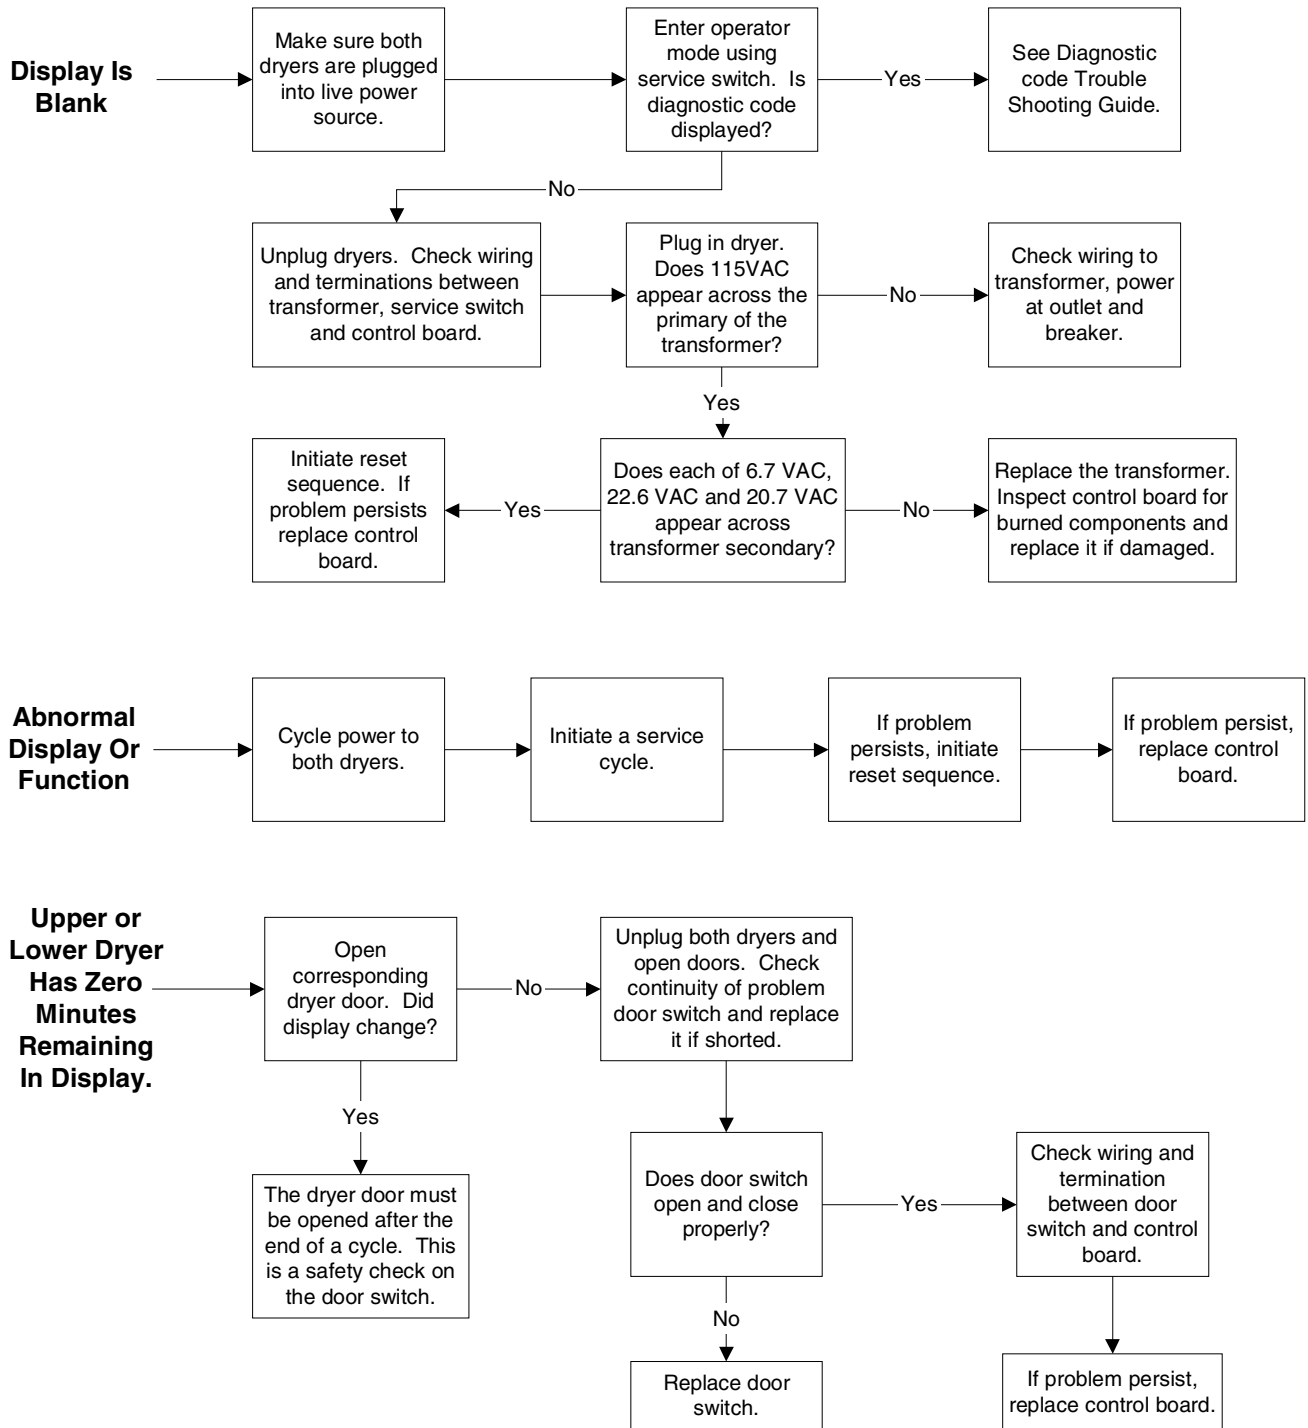 Display Is
Blank
Make sure both
dryers are plugged
into live power
source.
Enter operator
mode using
service switch. Is
diagnostic code
displayed?
Yes
See Diagnostic
code Trouble
Shooting Guide.
No
Unplug dryers. Check wiring
and terminations between
transformer, service switch
and control board.
Plug in dryer.
Does 115VAC
appear across the
primary of the
transformer?
No
Check wiring to
transformer, power
at outlet and
breaker.
Yes
Initiate reset
sequence. If
problem persists
replace control
board.
Yes
Does each of 6.7 VAC,
22.6 VAC and 20.7 VAC
appear across
transformer secondary?
No
Replace the transformer.
Inspect control board for
burned components and
replace it if damaged.
Abnormal
Display Or
Function
Cycle power to
both dryers.
Initiate a service
cycle.
If problem
persists, initiate
reset sequence.
If problem persist,
replace control
board.
Upper or
Lower Dryer
Has Zero
Minutes
Remaining
In Display.
Open
corresponding
dryer door. Did
display change?
No
Unplug both dryers and
open doors. Check
continuity of problem
door switch and replace
it if shorted.
Yes
The dryer door must
be opened after the
end of a cycle. This
is a safety check on
the door switch.
Does door switch
open and close
properly?
Yes
Check wiring and
termination
between door
switch and control
board.
No
Replace door
switch.
If problem persist,
replace control board.